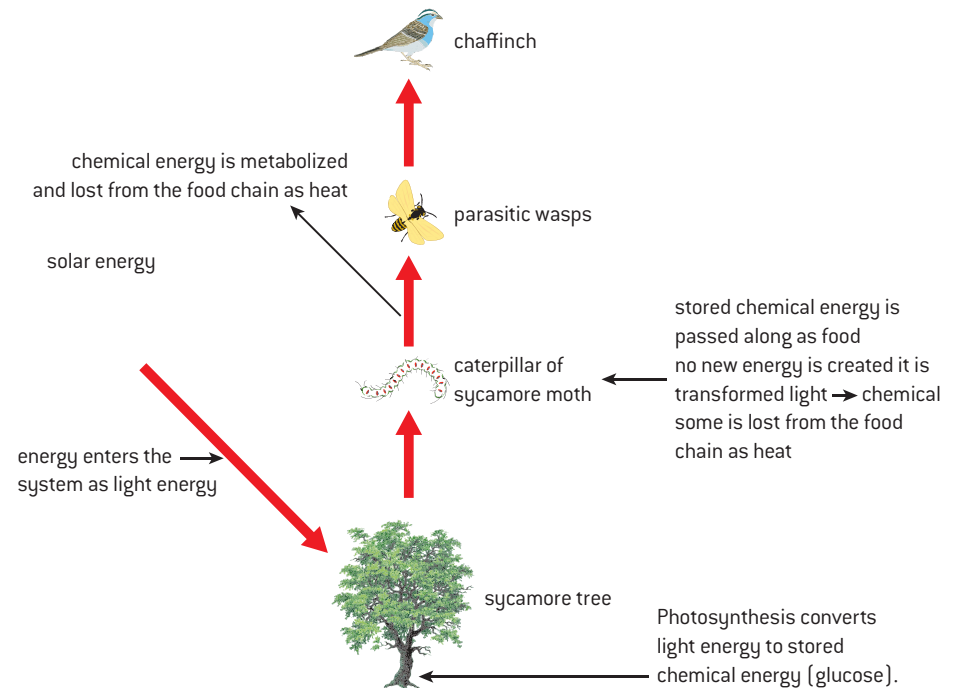 chaffinch
chemical energy is metabolized
and lost from the food chain as heat
parasitic wasps
solar energy
stored chemical energy is
passed along as food
no new energy is created it is
transformed light → chemical
some is lost from the food
chain as heat
caterpillar of
sycamore moth
energy enters the
system as light energy
sycamore tree
Photosynthesis converts
light energy to stored
chemical energy (glucose).